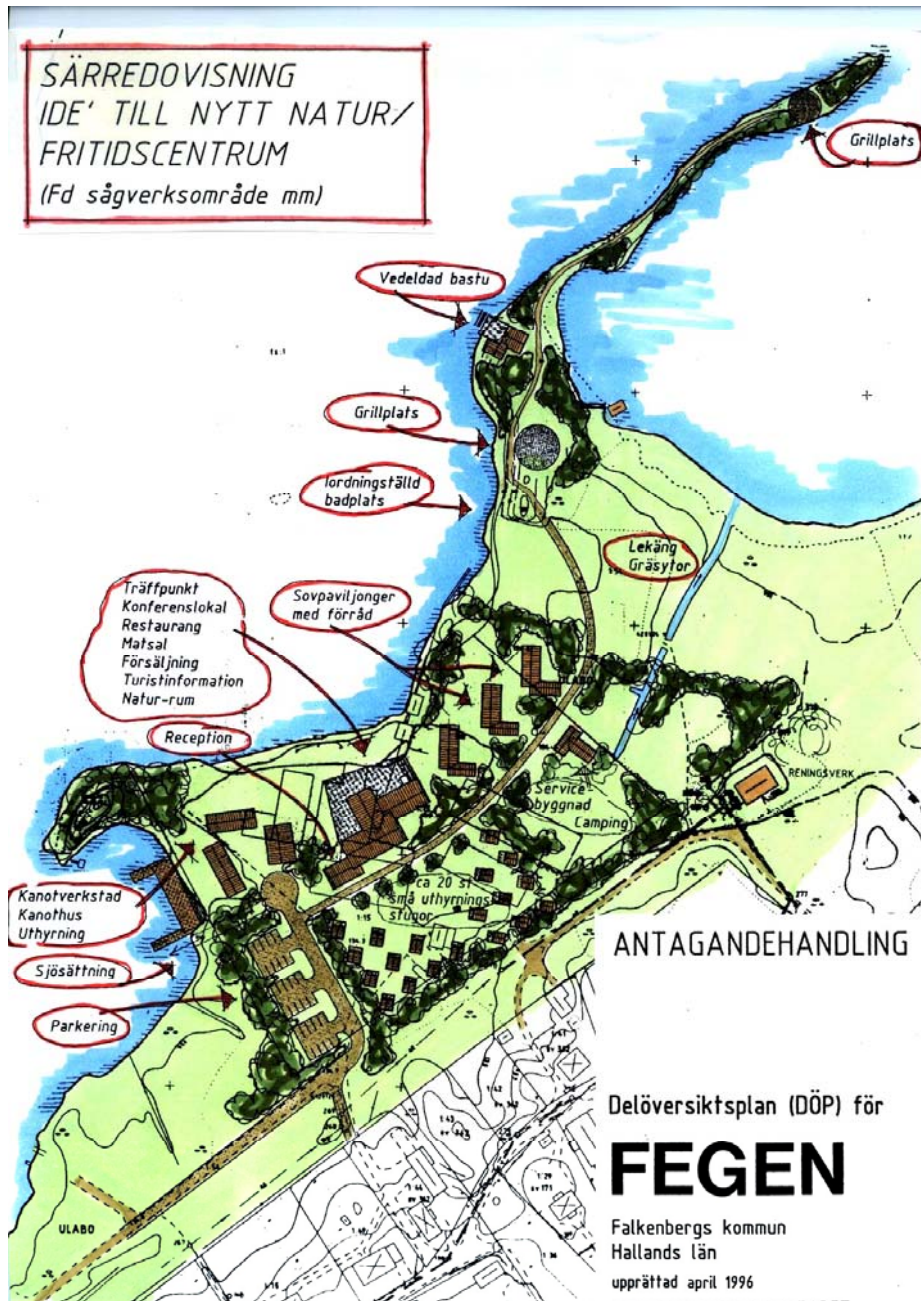 SÄRREDOVISNING
IDE' TILL NYTT NATUR/
FRITIDSCENTRUM
(Fd sågverksområde mm)
Grillplats
Vedeldad bastu
Grillplats
Iordningställd
badplats
Lekäng
Gräsytor
Träffpunkt
Konferenslokal
Restaurang
Matsal
Försäljning
Turistinformation
Natur-rum
Sovpaviljonger
med förråd
ULABO
Reception
RENINGSVERK
Service
byggnad
Camping
ca 20 st
små uthyrnings
stugor
1:15
Kanotverkstad
Kanothus
Uthyrning
Sjösättning
Parkering
ANTAGANDEHANDLING
Delöversiktsplan (DÖP) för
FEGEN
Falkenbergs kommun
Hallands län
upprättad april 1996
ULABO